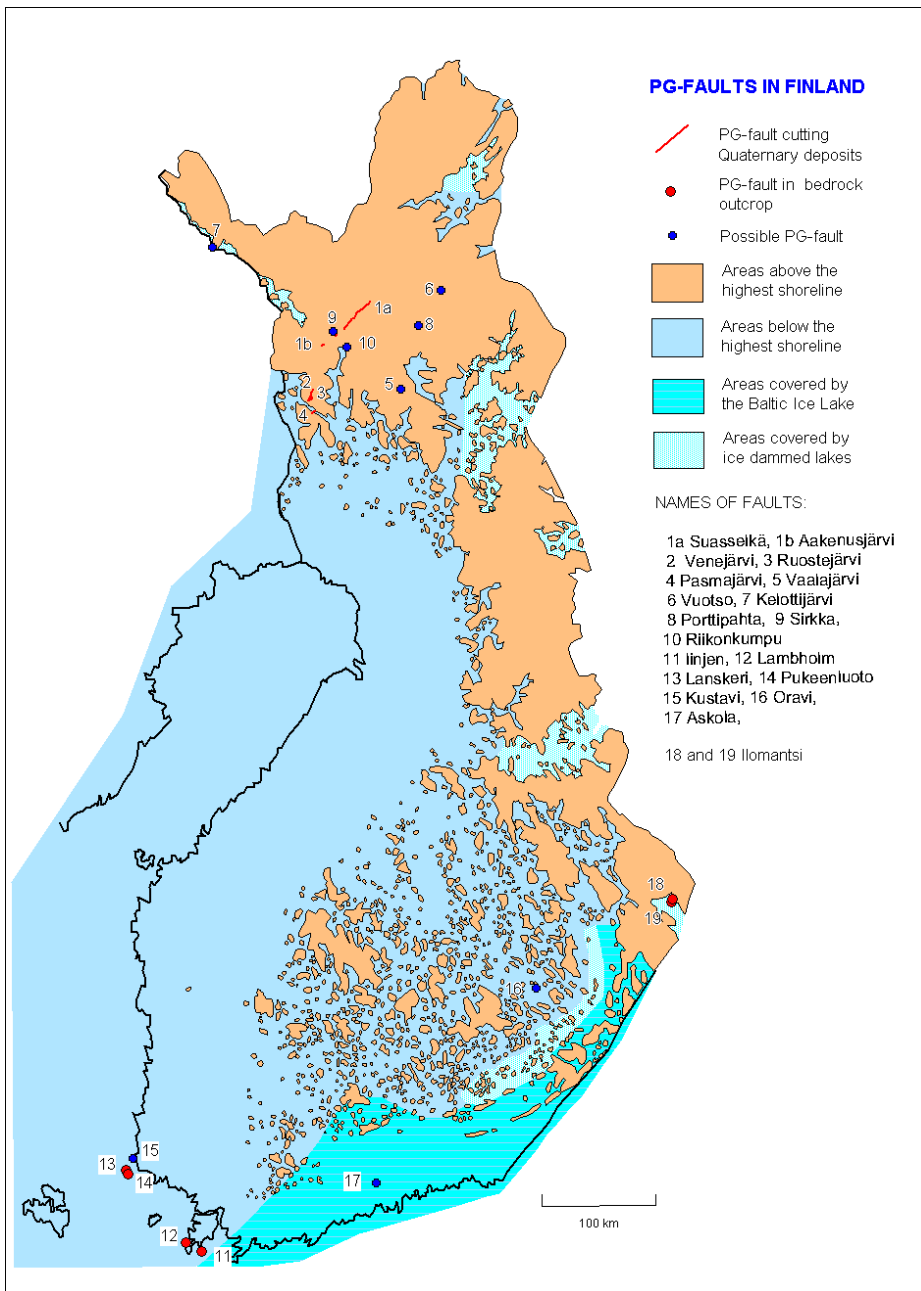 PG-FAULTS IN FINLAND
PG-fault cutting
Quaternary deposits
PG-fault in bedrock
outcrop
Possible PG-fault
Areas above the
highest shoreline
Areas below the
highest shoreline
Areas covered by
the Baltic Ice Lake
Areas covered by
ice dammed lakes
NAMES OF FAULTS:
1a Suasselkä, 1b Aakenusjärvi
2 Venejärvi, 3 Ruostejärvi
4 Pasmajärvi, 5 Vaalajärvi
6 Vuotso, 7 Kelottijärvi
8 Porttipahta, 9 Sirkka,
10 Riikonkumpu
11 Iinjen, 12 Lambholm
13 Lanskeri, 14 Pukeenluoto
15 Kustavi, 16 Oravi,
17 Askola,
18 and 19 Ilomantsi
7
6
1a
9
8
1b
10
2
3
5
4
18
19
16
15
13
14
17
12
11
100 km